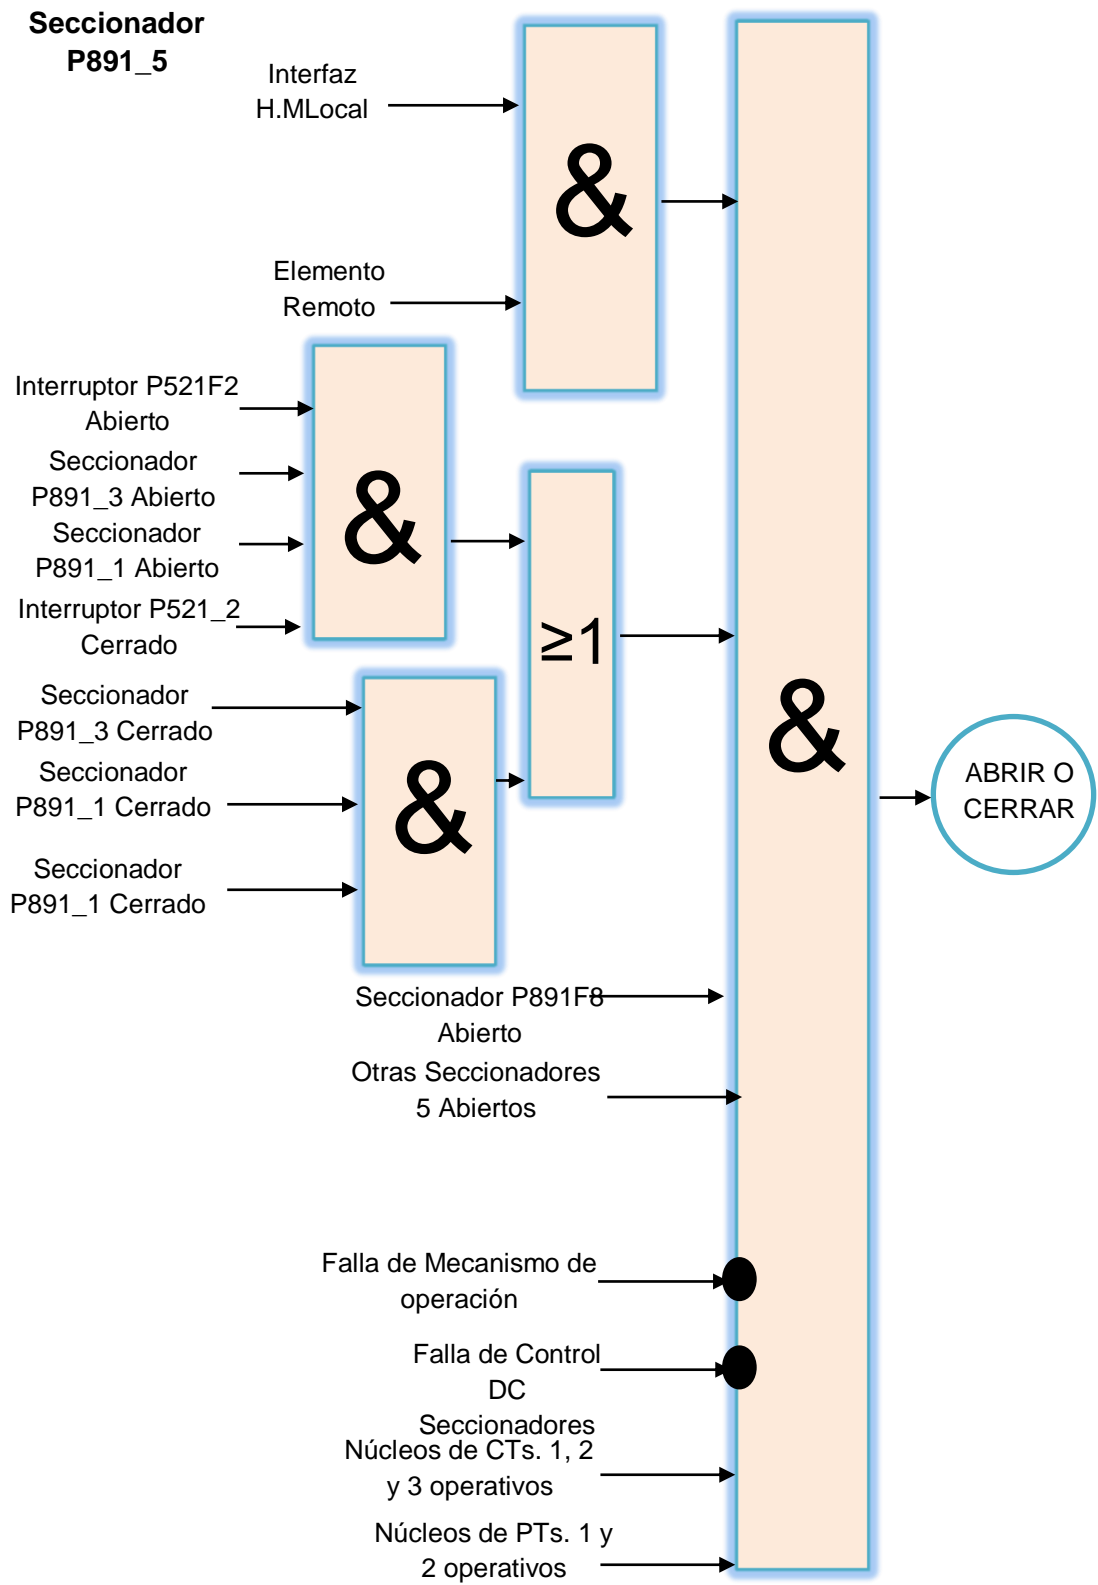 Seccionador
P891_5
Interfaz
H.MLocal
&
Elemento
Remoto
Interruptor P521F2
Abierto
Seccionador
P891_3 Abierto
Seccionador
P891_1 Abierto
Interruptor P521_2
Cerrado
&
≥1
Seccionador
P891_3 Cerrado
Seccionador
P891_1 Cerrado
Seccionador
P891_1 Cerrado
&
&
ABRIR O
CERRAR
Seccionador P891F8
Abierto
Otras Seccionadores
5 Abiertos
Falla de Mecanismo de
operación
Falla de Control
DC
Seccionadores
Núcleos de CTs. 1, 2
y 3 operativos
Núcleos de PTs. 1 y
2 operativos